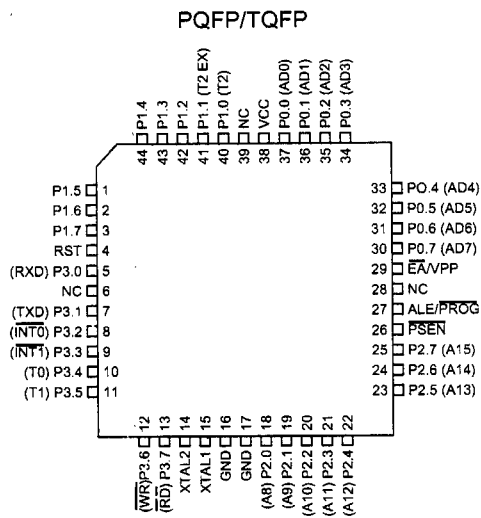 PQFP/TQFP
P1.4
P1.3
P1.2
P1.1 (T2 EX)
P1.0 (T2)
NC
VCC
P0.0 (AD0)
P0.1 (AD1)
P0.2 (AD2)
P0.3 (AD3)
44
43
42
41
40
39
38
37
36
35
34
P1.5 1
P1.6 2
P1.7 3
RST 4
(RXD) P3.0 5
NC 6
(TXD) P3.1 7
(INT0) P3.2 8
(INT1) P3.3 9
(T0) P3.4 10
(T1) P3.5 11
33 PO.4 (AD4)
32 P0.5 (AD5)
31 P0.6 (AD6)
30 P0.7 (AD7)
29 EA/VPP
28 NC
27 ALE/PROG
26 PSEN
25 P2.7 (A15)
24 P2.6 (A14)
23 P2.5 (A13)
12
13
14
15
16
17
18
19
20
21
22
(WR)P3.6
(RD) P3.7
XTAL2
XTAL1
GND
GND
(A8) P2.0
(A9) P2.1
(A10) P2.2
(A11) P2.3
(A12) P2.4